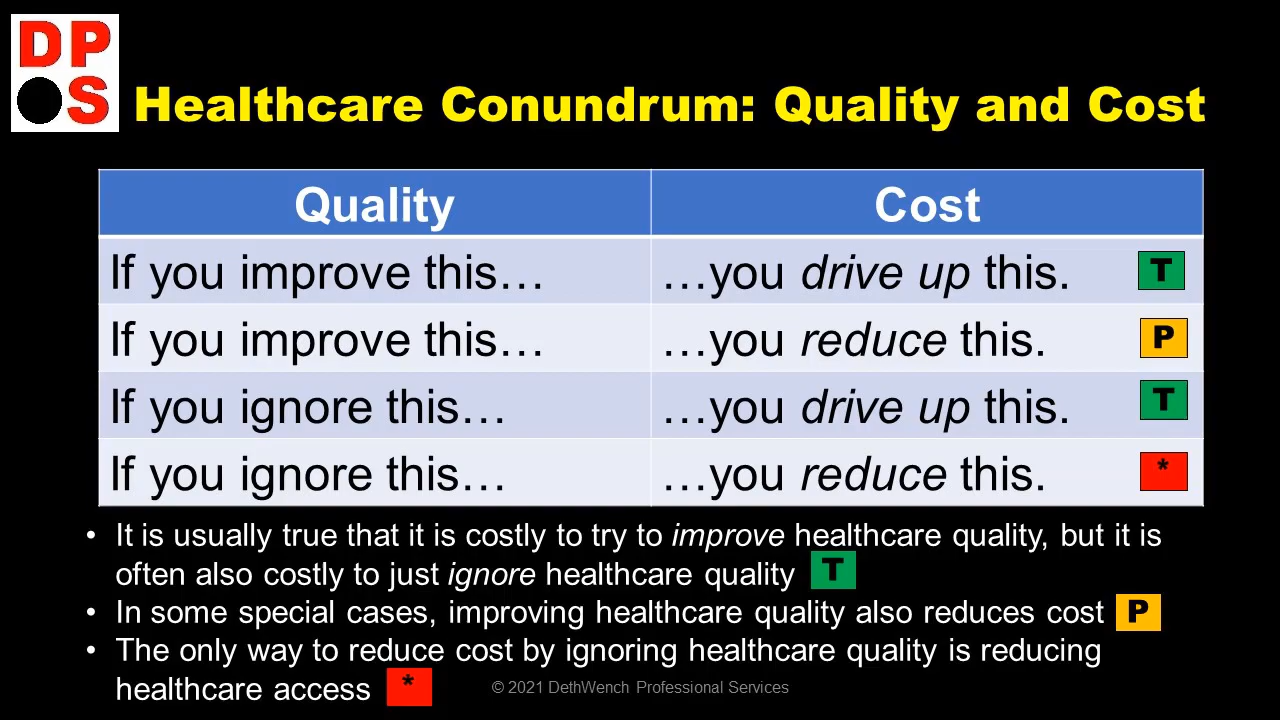 DP
S
Healthcare Conundrum: Quality and Cost
Quality Cost
If you improve this… …you drive up this. T
If you improve this… …you reduce this. P
If you ignore this… …you drive up this. T
If you ignore this… …you reduce this. *
• It is usually true that it is costly to try to improve healthcare quality, but it is
often also costly to just ignore healthcare quality T
• In some special cases, improving healthcare quality also reduces cost P
• The only way to reduce cost by ignoring healthcare quality is reducing
healthcare access *
© 2021 DethWench Professional Services